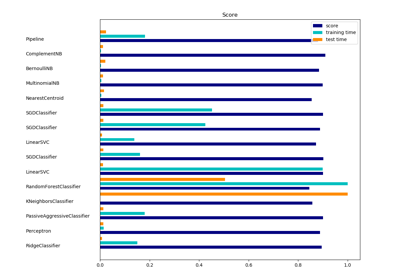 Score
score
training time
test time
Pipeline
ComplementNB
BernoulliNB
MultinomialNB
NearestCentroid
SGDClassifier
SGDClassifier
LinearSVC
SGDClassifier
LinearSVC
RandomForestClassifier
KNeighborsClassifier
PassiveAggressiveClassifier
Perceptron
RidgeClassifier
0.0 0.2 0.4 0.6 0.8 1.0